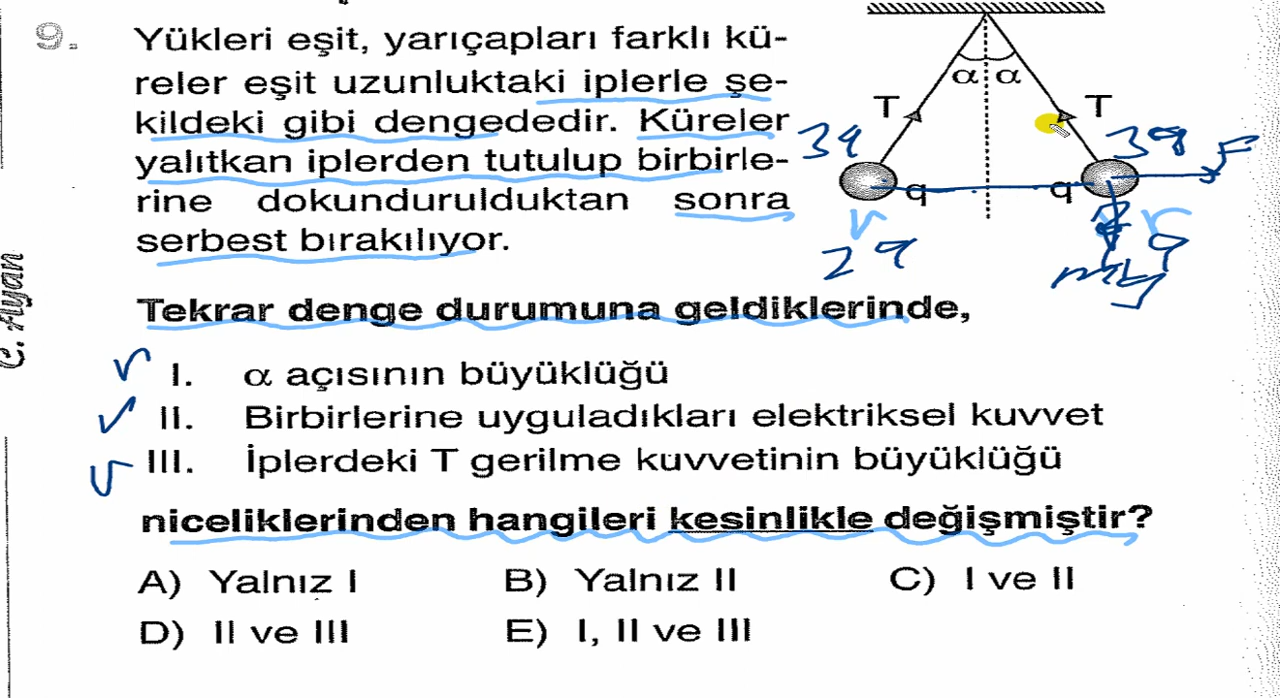 9.
Yükleri eşit, yarıçapları farklı kü-
reler eşit uzunluktaki iplerle şe-
kildeki gibi dengededir. Küreler
yalıtkan iplerden tutulup birbirle-
rine dokundurulduktan sonra
serbest bırakılıyor.
α α
T T
3q 3q F
q q
r r
2q
mg
Tekrar denge durumuna geldiklerinde,
I. α açısının büyüklüğü
II. Birbirlerine uyguladıkları elektriksel kuvvet
III. İplerdeki T gerilme kuvvetinin büyüklüğü
niceliklerinden hangileri kesinlikle değişmiştir?
A) Yalnız I B) Yalnız II C) I ve II
D) II ve III E) I, II ve III
C. Ayan